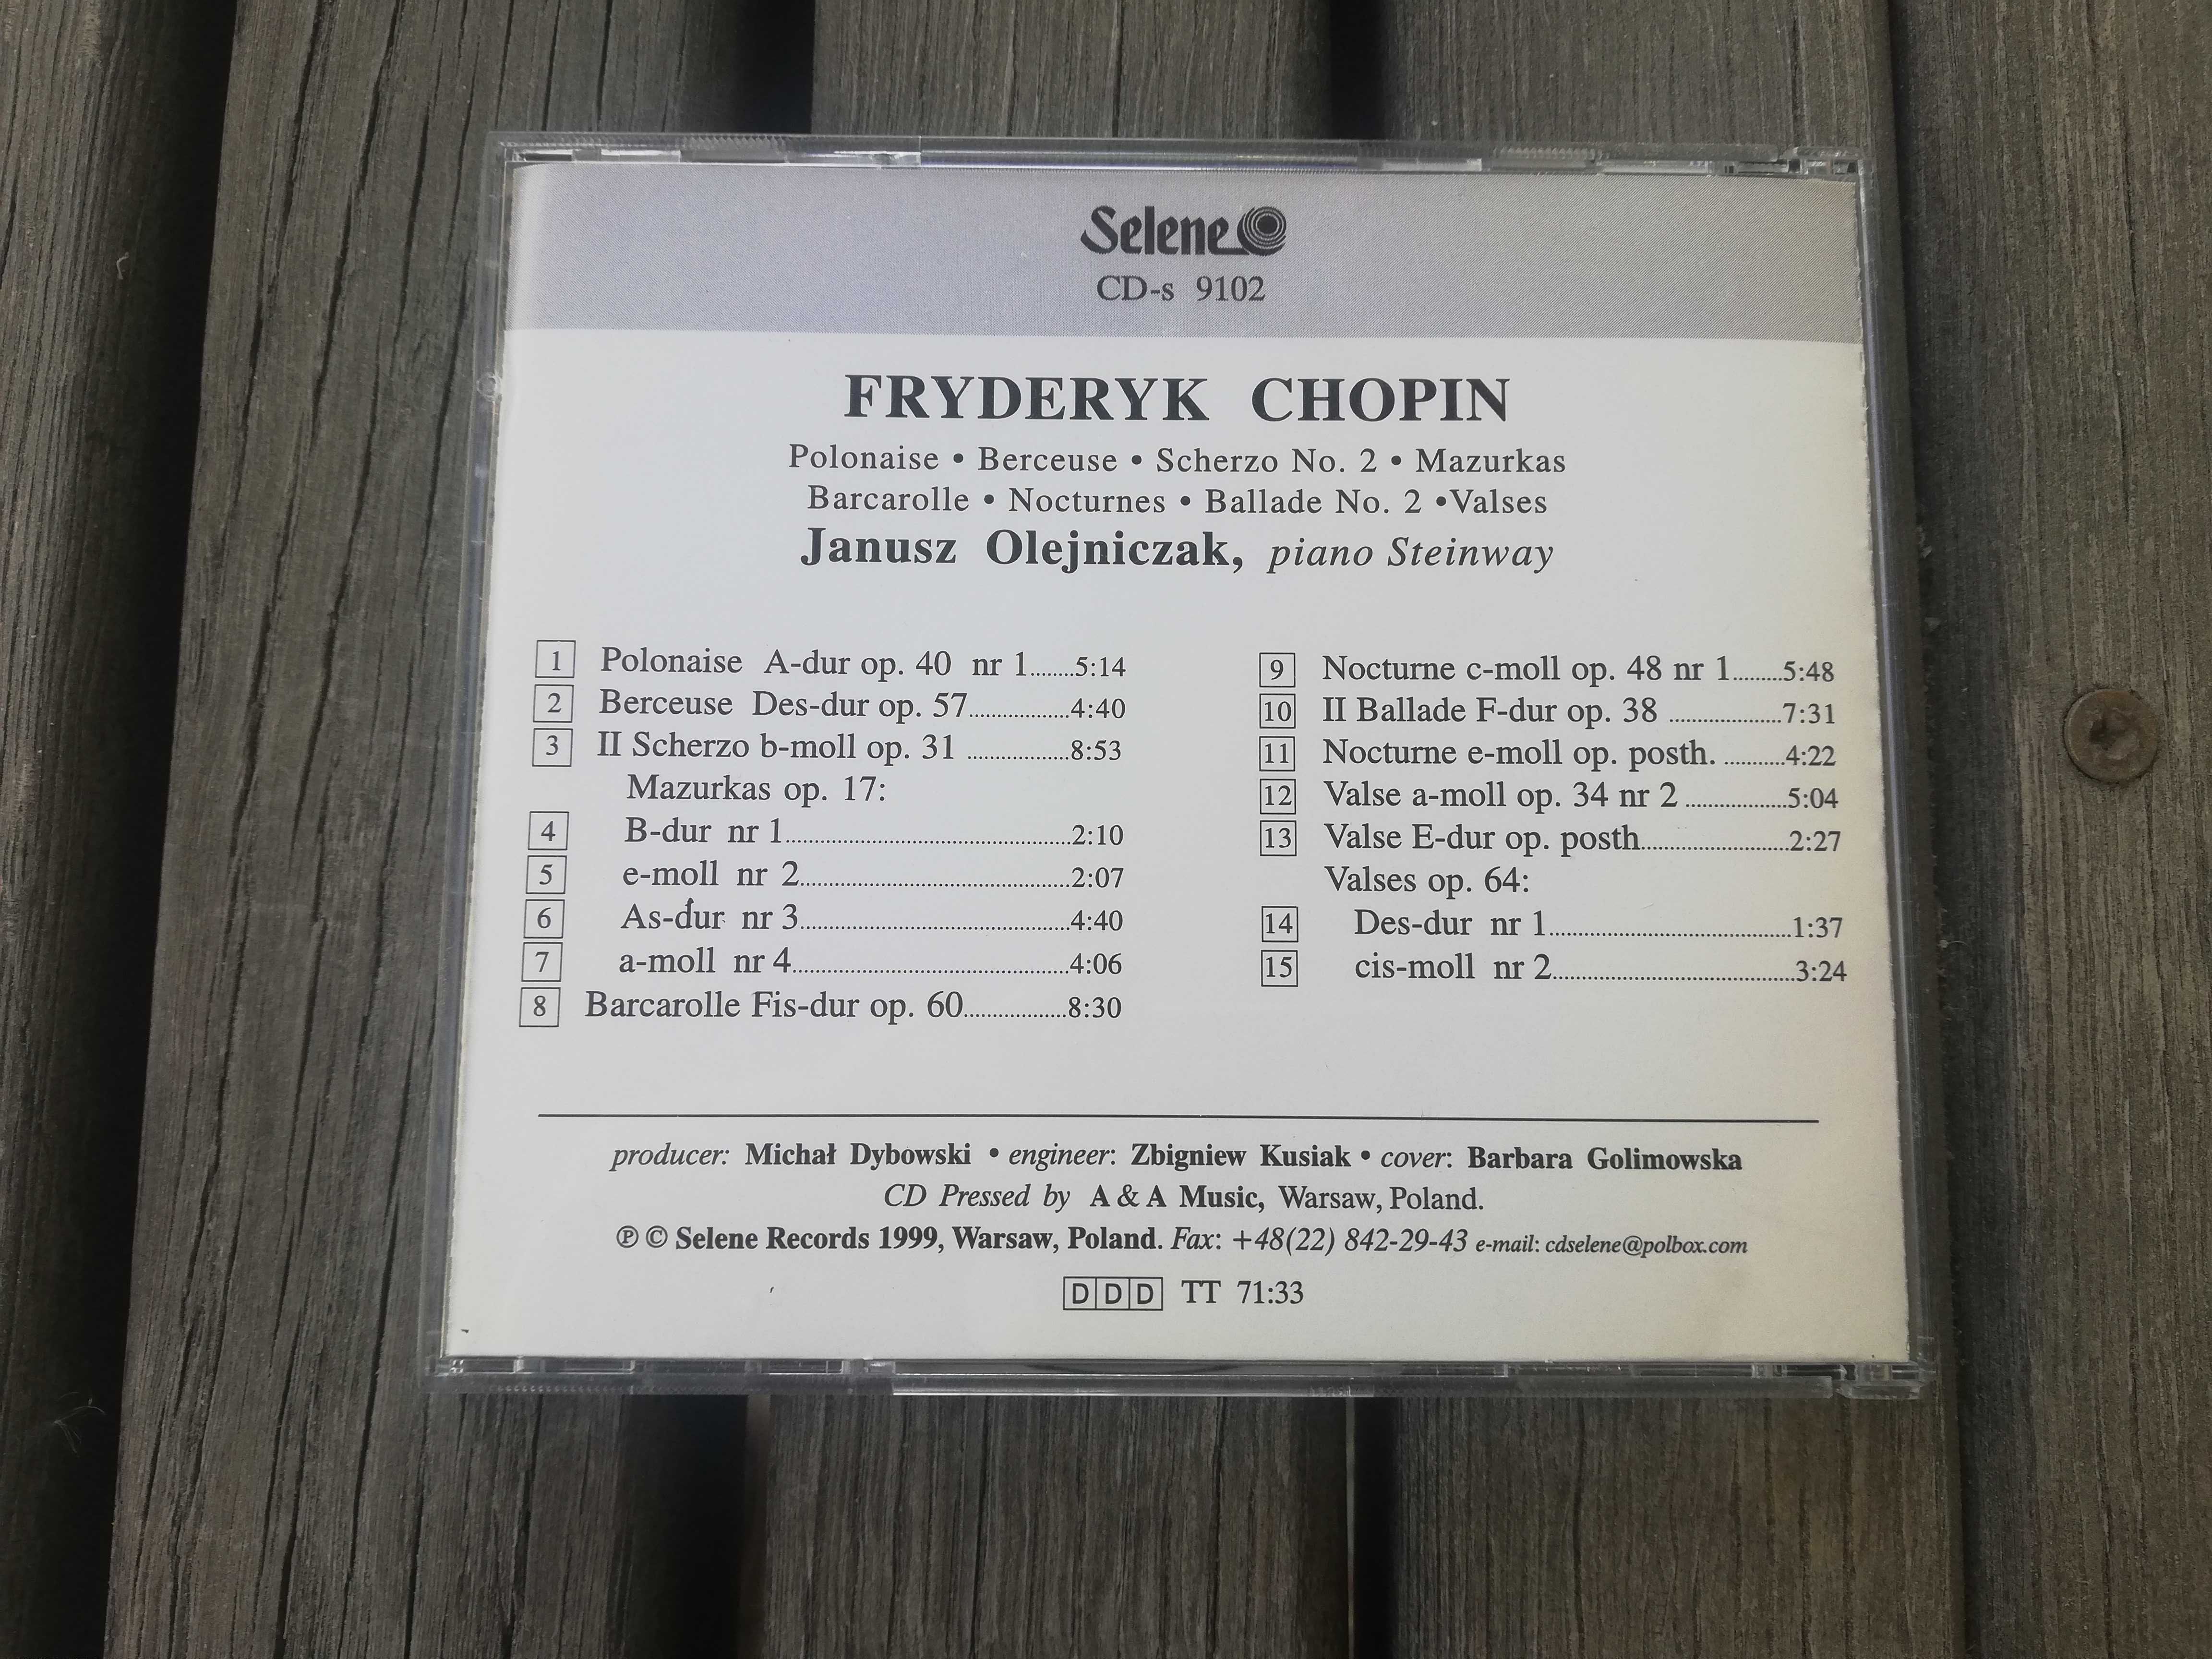 Selene
CD-s 9102
FRYDERYK CHOPIN
Polonaise • Berceuse • Scherzo No. 2 • Mazurkas
Barcarolle • Nocturnes • Ballade No. 2 •Valses
Janusz Olejniczak, piano Steinway
1 Polonaise A-dur op. 40 nr 1.......5:14
2 Berceuse Des-dur op. 57................4:40
3 II Scherzo b-moll op. 31 ................8:53
Mazurkas op. 17:
4 B-dur nr 1..............................................2:10
5 e-moll nr 2...........................................2:07
6 As-dur nr 3...........................................4:40
7 a-moll nr 4............................................4:06
8 Barcarolle Fis-dur op. 60................8:30
9 Nocturne c-moll op. 48 nr 1........5:48
10 II Ballade F-dur op. 38 ..................7:31
11 Nocturne e-moll op. posth. ..........4:22
12 Valse a-moll op. 34 nr 2 ................5:04
13 Valse E-dur op. posth.......................2:27
Valses op. 64:
14 Des-dur nr 1.......................................1:37
15 cis-moll nr 2.......................................3:24
producer: Michał Dybowski • engineer: Zbigniew Kusiak • cover: Barbara Golimowska
CD Pressed by A & A Music, Warsaw, Poland.
℗ © Selene Records 1999, Warsaw, Poland. Fax: +48(22) 842-29-43 e-mail: cdselene@polbox.com
DDD TT 71:33